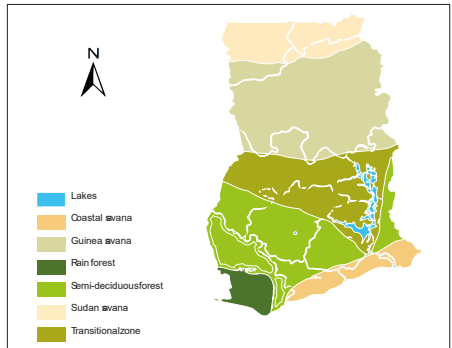 N
Lakes
Coastal savana
Guinea savana
Rain forest
Semi-deciduousforest
Sudan savana
Transitionalzone